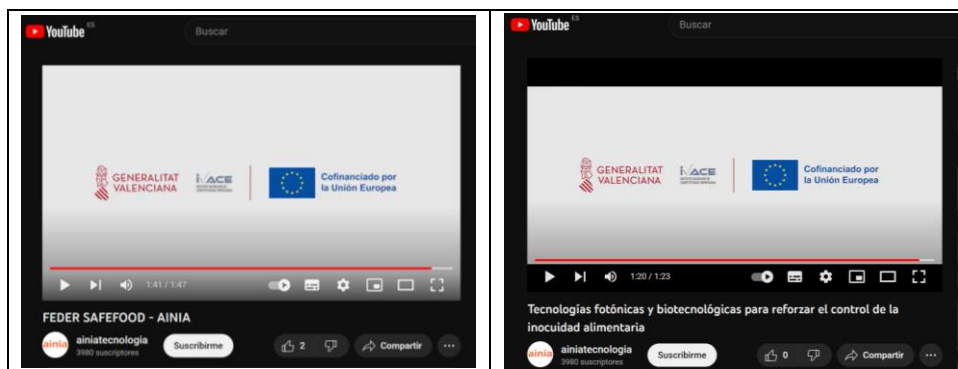 YouTube ES
Buscar
GENERALITAT
VALENCIANA
iVACE
Cofinanciado por
la Unión Europea
1:41 / 1:47
FEDER SAFEFOOD - AINIA
ainia
ainiatecnologia
3980 suscriptores
Suscribirme
2
Compartir
YouTube ES
Buscar
GENERALITAT
VALENCIANA
iVACE
Cofinanciado por
la Unión Europea
1:20 / 1:23
Tecnologías fotónicas y biotecnológicas para reforzar el control de la
inocuidad alimentaria
ainia
ainiatecnologia
3980 suscriptores
Suscribirme
0
Compartir